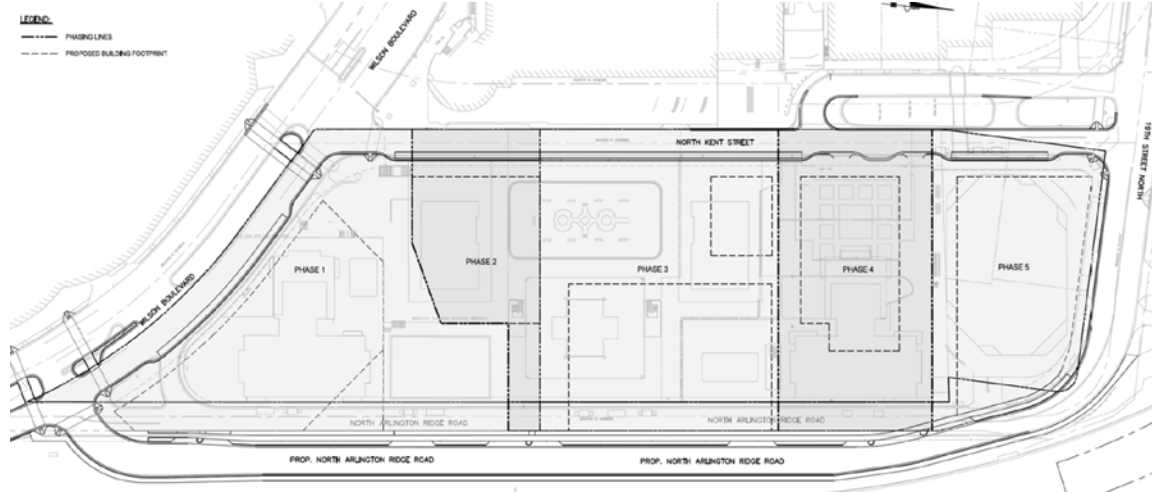 LEGEND:
PHASING LINES
PROPOSED BUILDING FOOTPRINT
WILSON BOULEVARD
NORTH KENT STREET
19TH STREET NORTH
PHASE 1
PHASE 2
PHASE 3
PHASE 4
PHASE 5
WILSON BOULEVARD
NORTH ARLINGTON RIDGE ROAD
NORTH ARLINGTON RIDGE ROAD
PROP. NORTH ARLINGTON RIDGE ROAD
PROP. NORTH ARLINGTON RIDGE ROAD